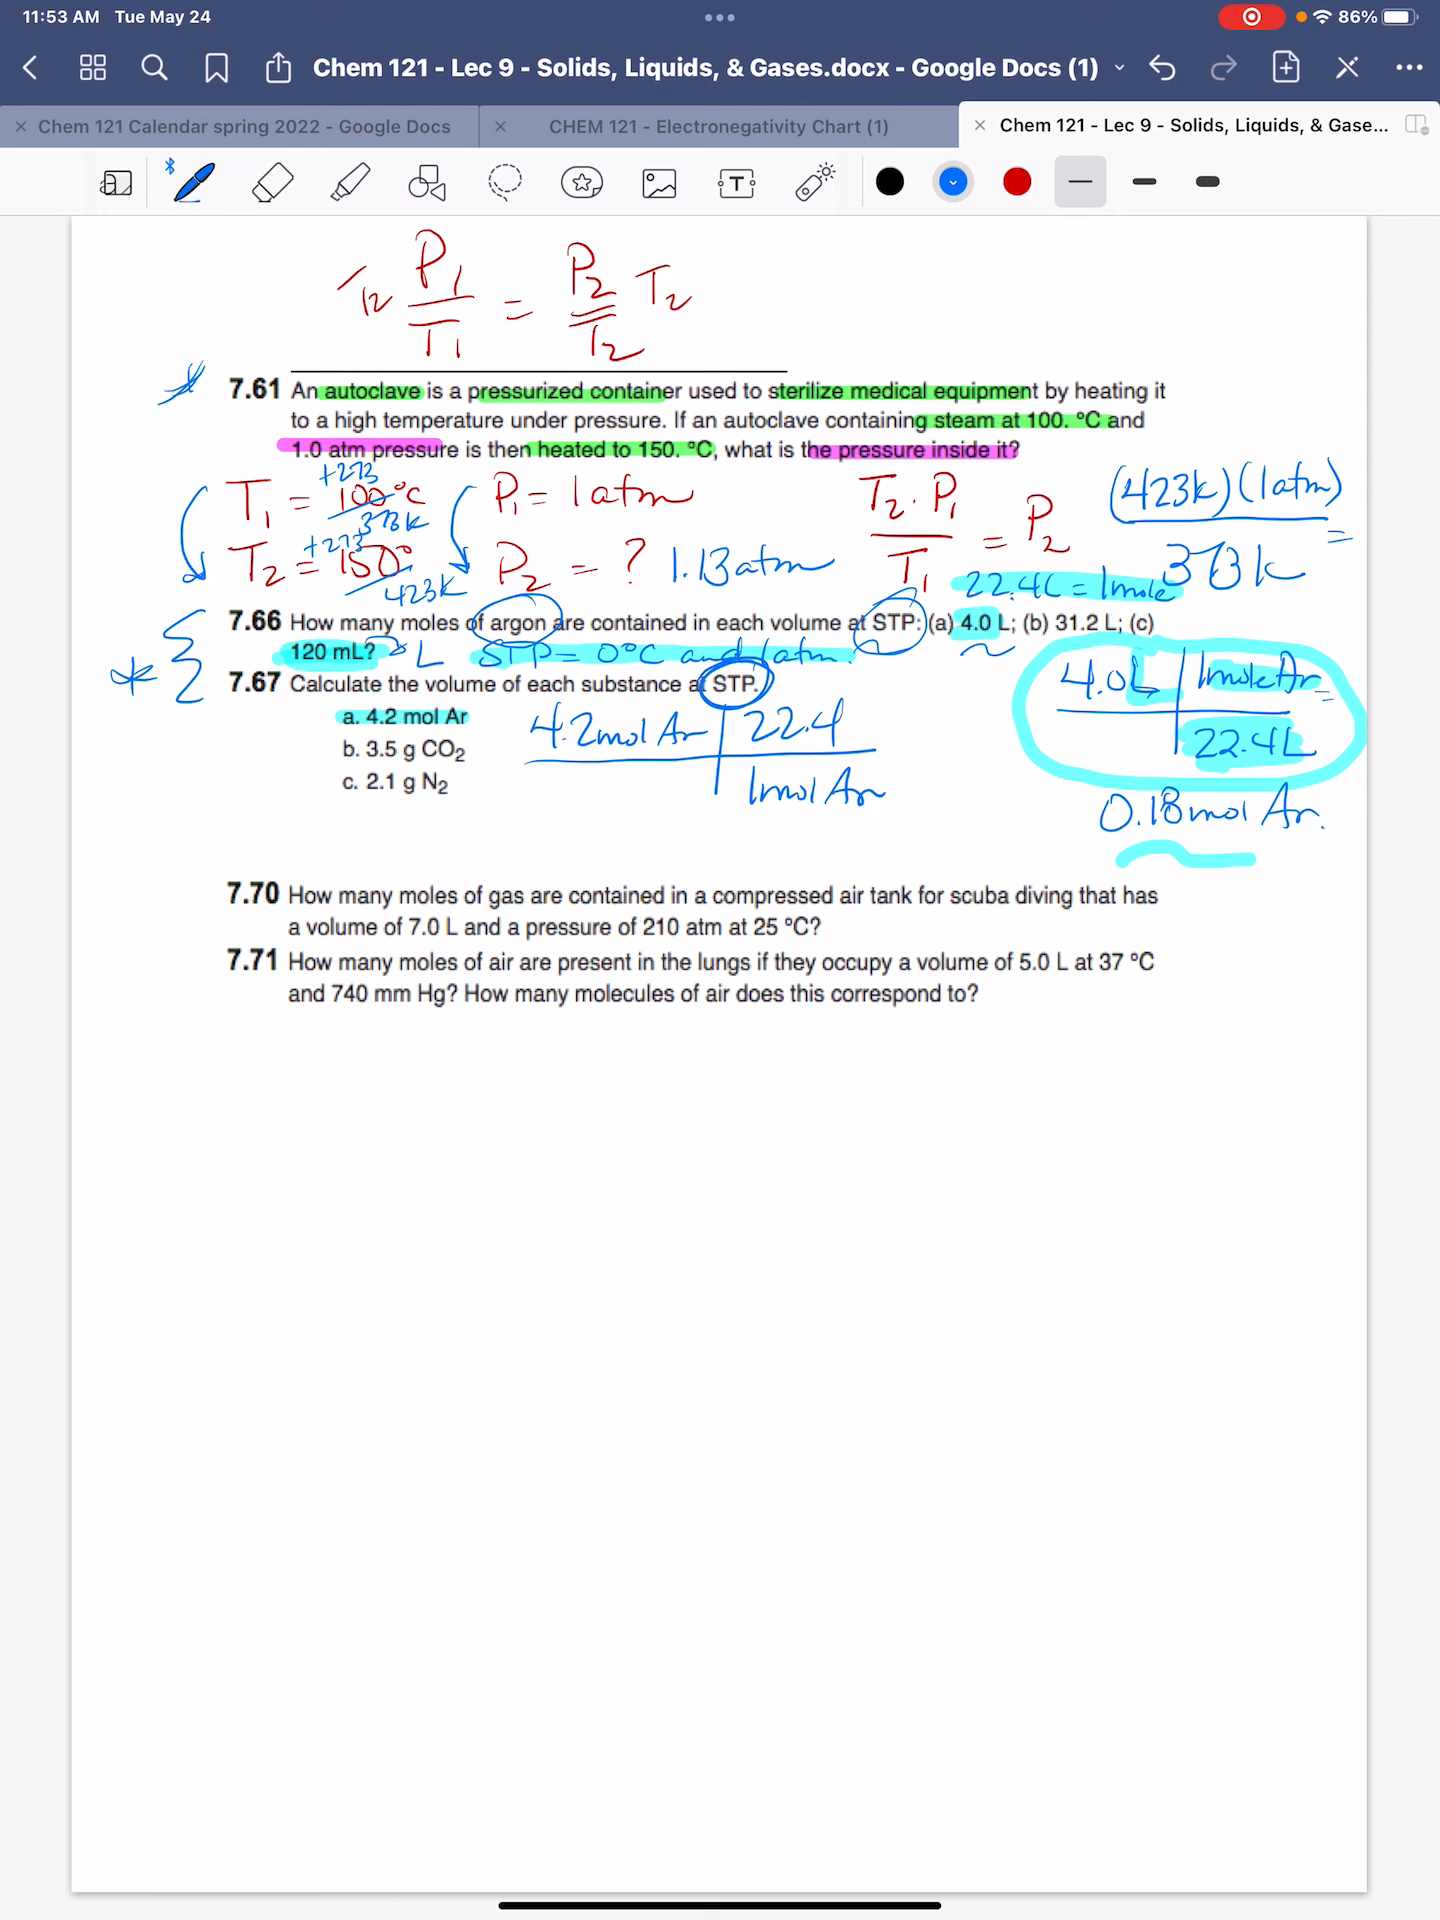 11:53 AM Tue May 24
86%
Chem 121 - Lec 9 - Solids, Liquids, & Gases.docx - Google Docs (1)
Chem 121 Calendar spring 2022 - Google Docs
CHEM 121 - Electronegativity Chart (1)
Chem 121 - Lec 9 - Solids, Liquids, & Gase...
T2 P1/T1 = P2/T2 T2
7.61 An autoclave is a pressurized container used to sterilize medical equipment by heating it
to a high temperature under pressure. If an autoclave containing steam at 100. °C and
1.0 atm pressure is then heated to 150. °C, what is the pressure inside it?
+273
T1 = 100°C P1 = 1atm T2 · P1/T1 = P2 (423K)(1atm)/373K =
373K
+273
T2 = 150° P2 = ? 1.13atm
423K 22.4L = 1mole
7.66 How many moles of argon are contained in each volume at STP: (a) 4.0 L; (b) 31.2 L; (c)
120 mL? L STP = 0°C and 1atm.
7.67 Calculate the volume of each substance at STP.
4.0L | 1mole Ar =
22.4L
a. 4.2 mol Ar 4.2mol Ar | 22.4
b. 3.5 g CO2
c. 2.1 g N2 1mol Ar
0.18mol Ar.
7.70 How many moles of gas are contained in a compressed air tank for scuba diving that has
a volume of 7.0 L and a pressure of 210 atm at 25 °C?
7.71 How many moles of air are present in the lungs if they occupy a volume of 5.0 L at 37 °C
and 740 mm Hg? How many molecules of air does this correspond to?